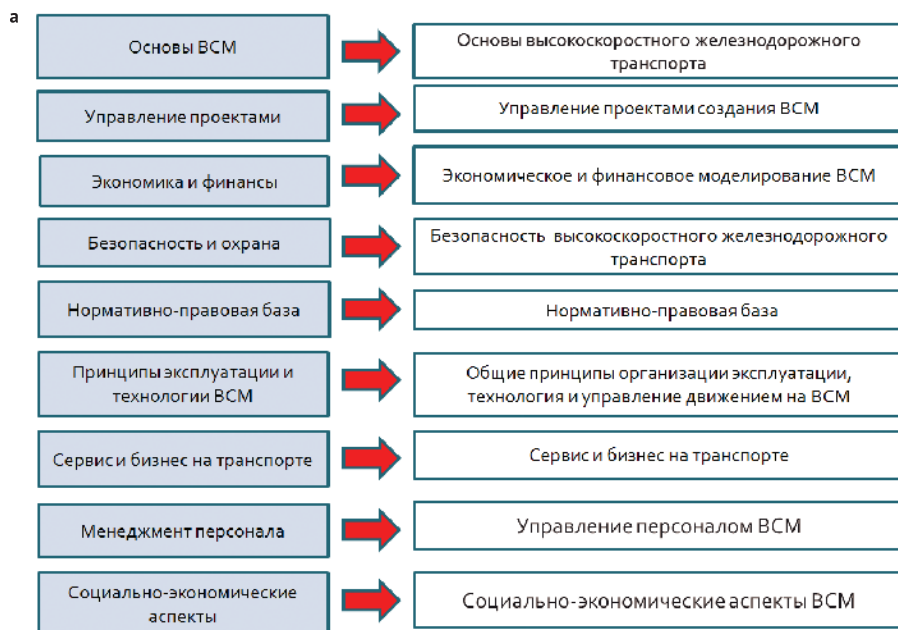 а
Основы ВСМ
Основы высокоскоростного железнодорожного
транспорта
Управление проектами
Управление проектами создания ВСМ
Экономика и финансы
Экономическое и финансовое моделирование ВСМ
Безопасность и охрана
Безопасность высокоскоростного железнодорожного
транспорта
Нормативно-правовая база
Нормативно-правовая база
Принципы эксплуатации и
технологии ВСМ
Общие принципы организации эксплуатации,
технология и управление движением на ВСМ
Сервис и бизнес на транспорте
Сервис и бизнес на транспорте
Менеджмент персонала
Управление персоналом ВСМ
Социально-экономические
аспекты
Социально-экономические аспекты ВСМ